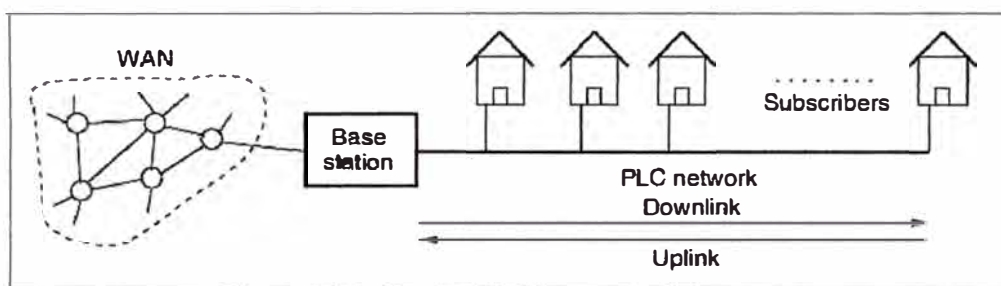 WAN
Base
station
Subscribers
PLC network
Downlink
Uplink